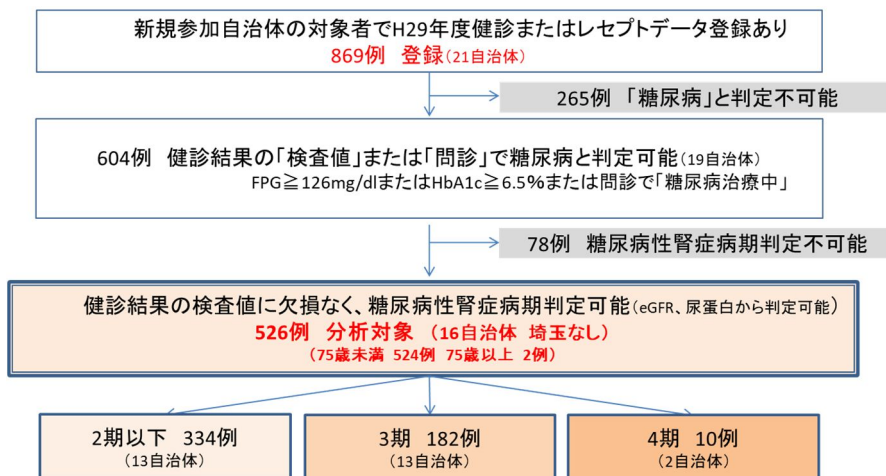 新規参加自治体の対象者でH29年度健診またはレセプトデータ登録あり
869例 登録(21自治体)
265例 「糖尿病」と判定不可能
604例 健診結果の「検査値」または「問診」で糖尿病と判定可能(19自治体)
FPG≧126mg/dlまたはHbA1c≧6.5%または問診で「糖尿病治療中」
78例 糖尿病性腎症病期判定不可能
健診結果の検査値に欠損なく、糖尿病性腎症病期判定可能(eGFR、尿蛋白から判定可能)
526例 分析対象 (16自治体 埼玉なし)
(75歳未満 524例 75歳以上 2例)
2期以下 334例
(13自治体)
3期 182例
(13自治体)
4期 10例
(2自治体)